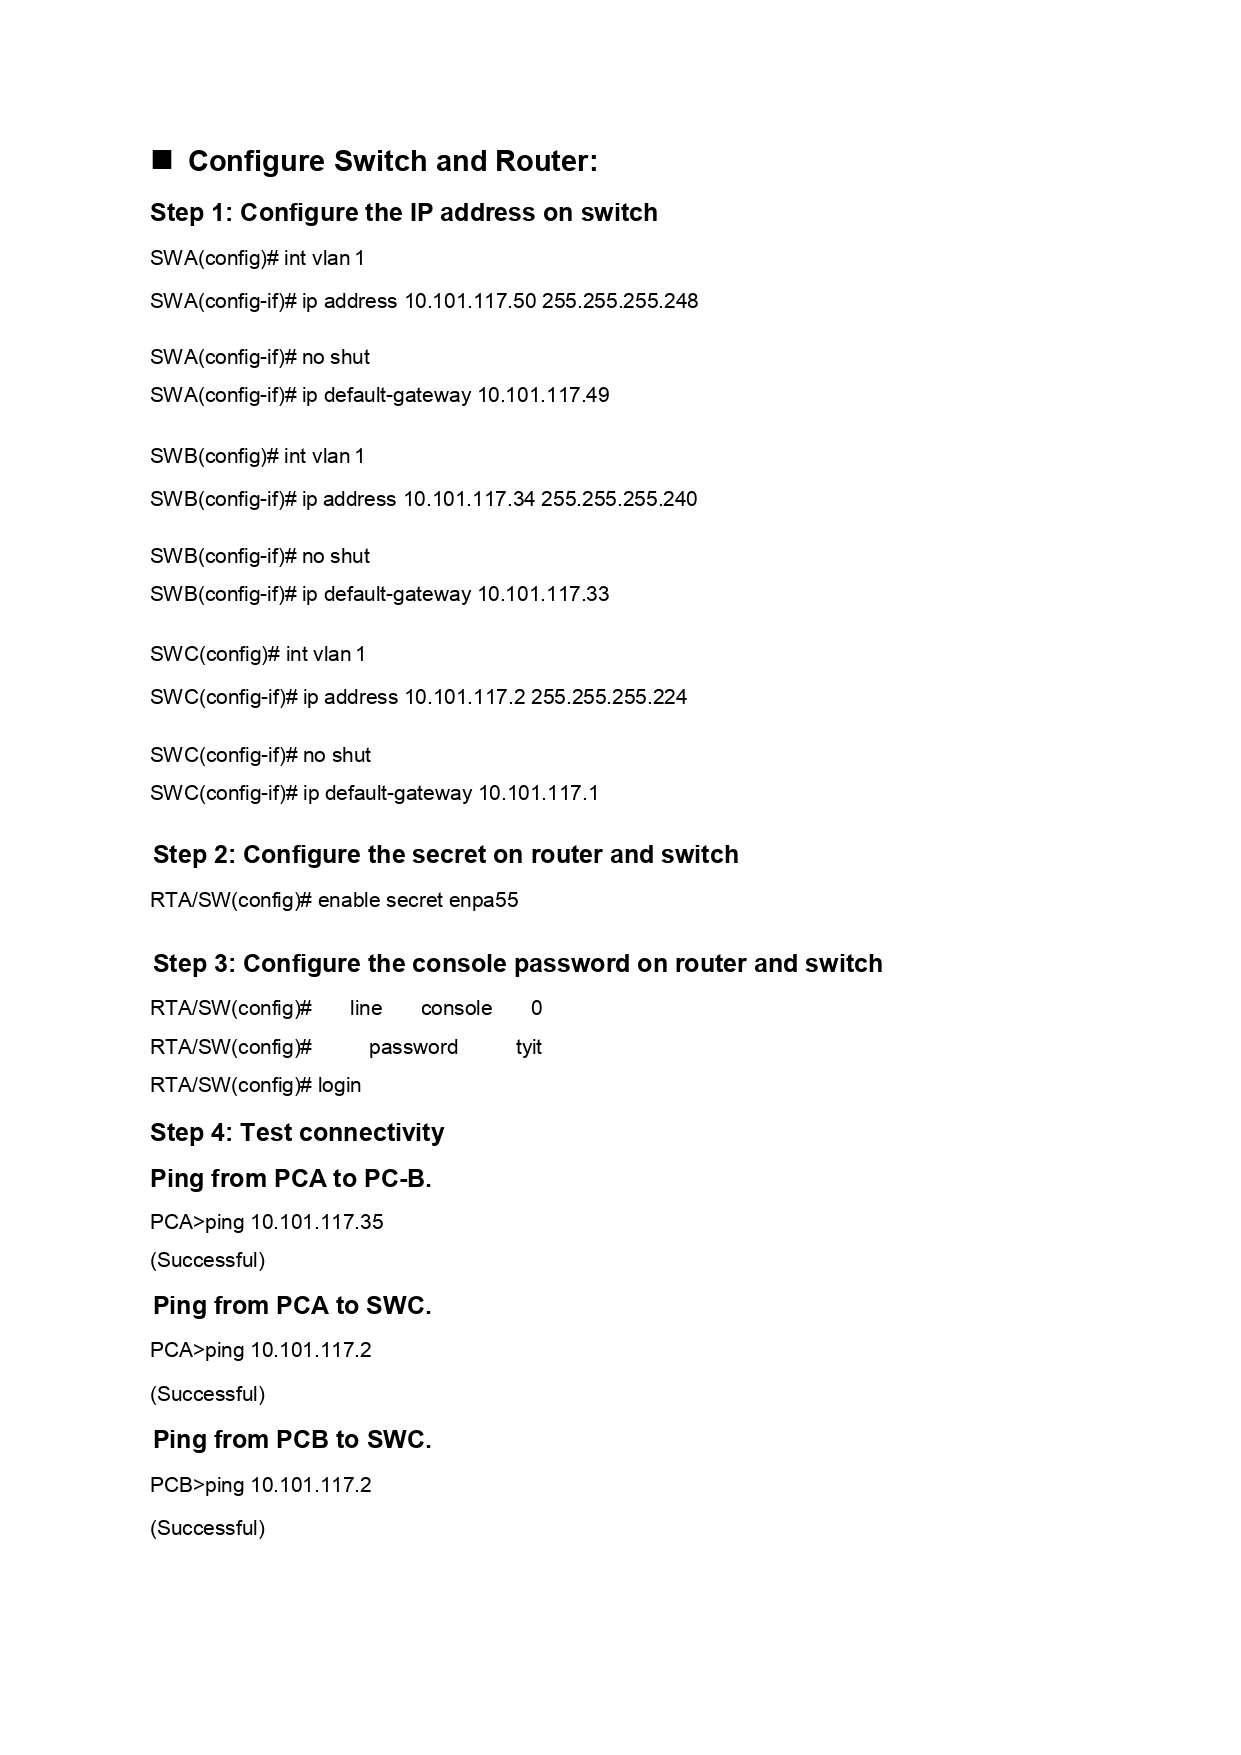 ■ Configure Switch and Router:
Step 1: Configure the IP address on switch
SWA(config)# int vlan 1
SWA(config-if)# ip address 10.101.117.50 255.255.255.248
SWA(config-if)# no shut
SWA(config-if)# ip default-gateway 10.101.117.49
SWB(config)# int vlan 1
SWB(config-if)# ip address 10.101.117.34 255.255.255.240
SWB(config-if)# no shut
SWB(config-if)# ip default-gateway 10.101.117.33
SWC(config)# int vlan 1
SWC(config-if)# ip address 10.101.117.2 255.255.255.224
SWC(config-if)# no shut
SWC(config-if)# ip default-gateway 10.101.117.1
Step 2: Configure the secret on router and switch
RTA/SW(config)# enable secret enpa55
Step 3: Configure the console password on router and switch
RTA/SW(config)# line console 0
RTA/SW(config)# password tyit
RTA/SW(config)# login
Step 4: Test connectivity
Ping from PCA to PC-B.
PCA>ping 10.101.117.35
(Successful)
Ping from PCA to SWC.
PCA>ping 10.101.117.2
(Successful)
Ping from PCB to SWC.
PCB>ping 10.101.117.2
(Successful)